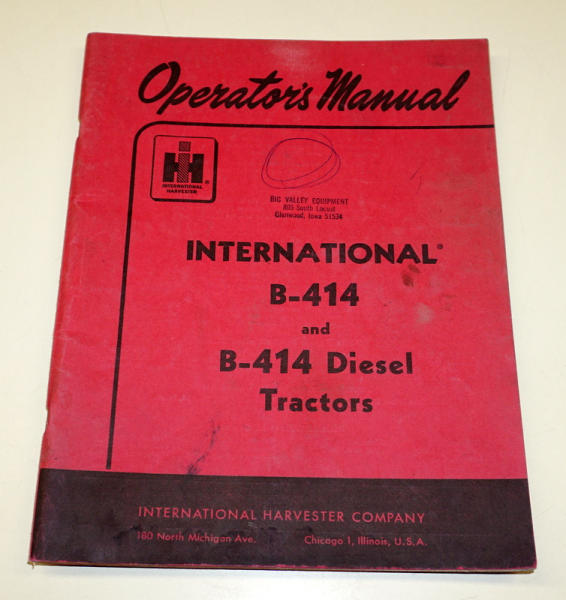 Operator's Manual
IH
®
INTERNATIONAL
HARVESTER
BIG VALLEY EQUIPMENT
805 South Locust
Glenwood, Iowa 51534
INTERNATIONAL®
B-414
and
B-414 Diesel
Tractors
INTERNATIONAL HARVESTER COMPANY
180 North Michigan Ave. Chicago 1, Illinois, U.S.A.